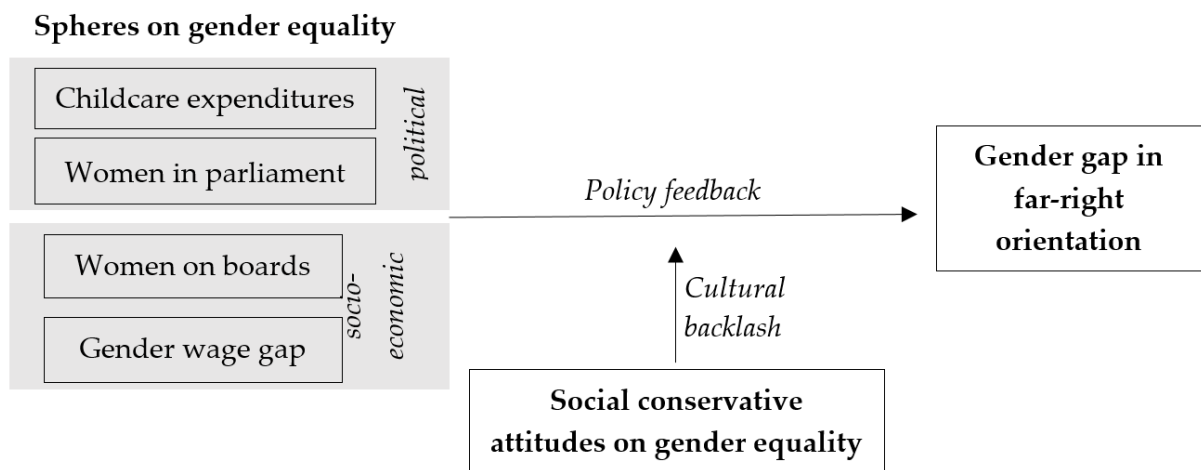 Spheres on gender equality
Childcare expenditures
Women in parliament
political
Women on boards
Gender wage gap
socio-
economic
Policy feedback
Cultural
backlash
Social conservative
attitudes on gender equality
Gender gap in
far-right
orientation